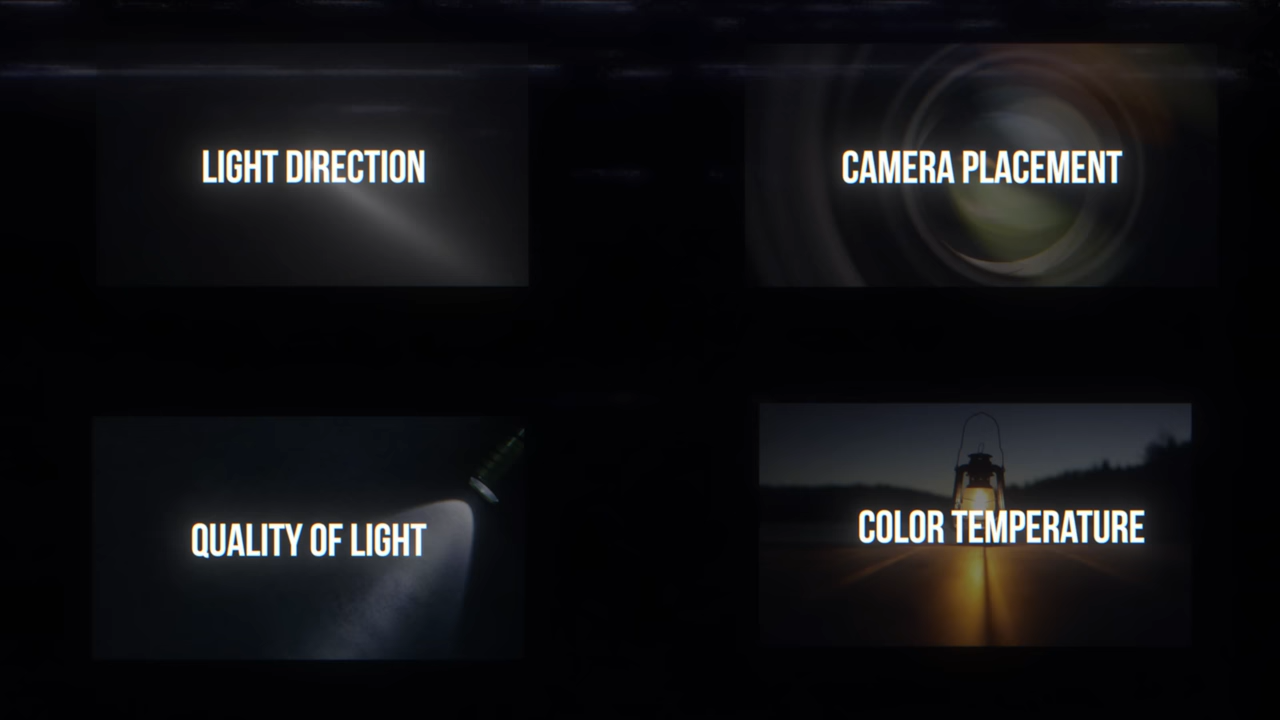 LIGHT DIRECTION
CAMERA PLACEMENT
QUALITY OF LIGHT
COLOR TEMPERATURE